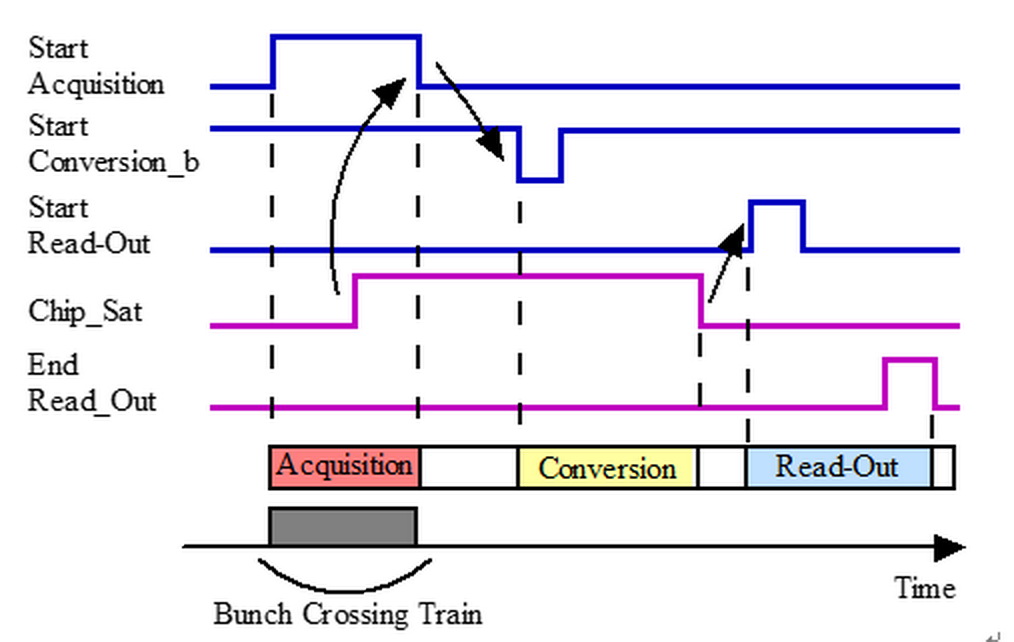 Start
Acquisition
Start
Conversion_b
Start
Read-Out
Chip_Sat
End
Read_Out
Acquisition Conversion Read-Out
Time
Bunch Crossing Train